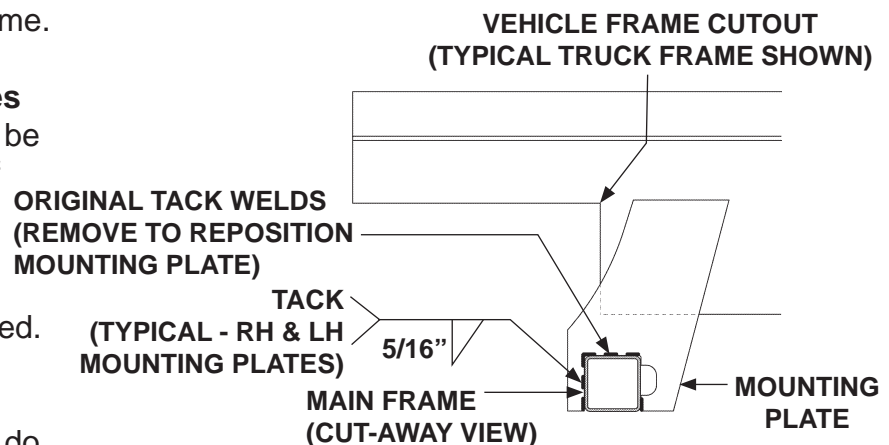 ome.
es
be
ed.
do
VEHICLE FRAME CUTOUT
(TYPICAL TRUCK FRAME SHOWN)
ORIGINAL TACK WELDS
(REMOVE TO REPOSITION
MOUNTING PLATE)
TACK
(TYPICAL - RH & LH
MOUNTING PLATES)
5/16”
MAIN FRAME
(CUT-AWAY VIEW)
MOUNTING
PLATE